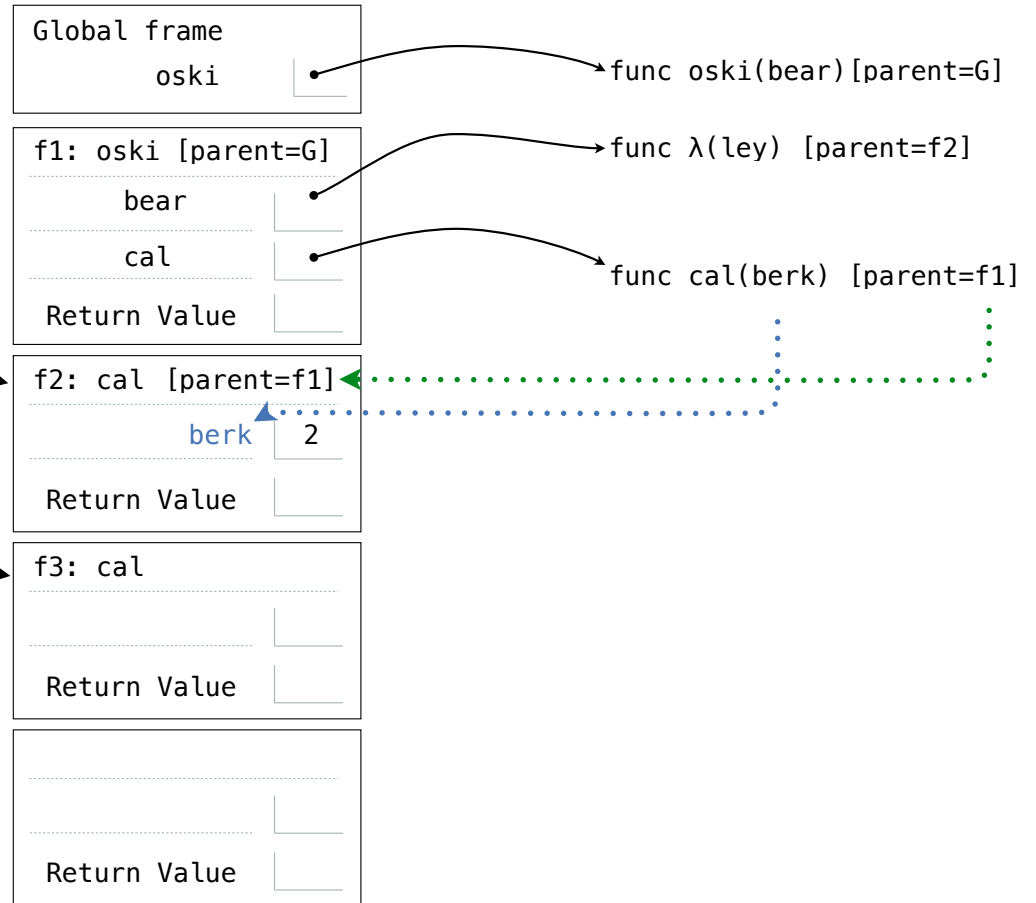 Global frame
oski
func oski(bear)[parent=G]
f1: oski [parent=G]
func λ(ley) [parent=f2]
bear
cal
func cal(berk) [parent=f1]
Return Value
f2: cal [parent=f1]
berk 2
Return Value
f3: cal
Return Value
Return Value